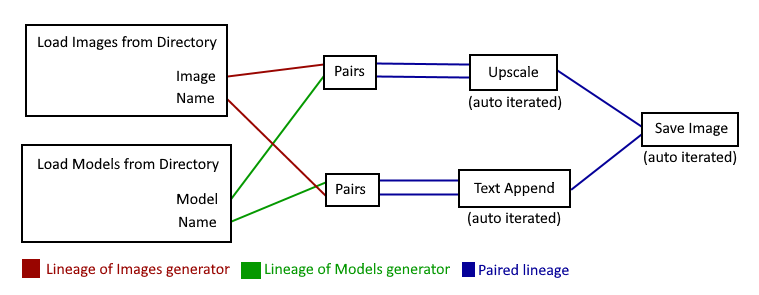 Load Images from Directory
Image
Name
Pairs
Upscale
(auto iterated)
Save Image
(auto iterated)
Load Models from Directory
Model
Name
Pairs
Text Append
(auto iterated)
Lineage of Images generator
Lineage of Models generator
Paired lineage